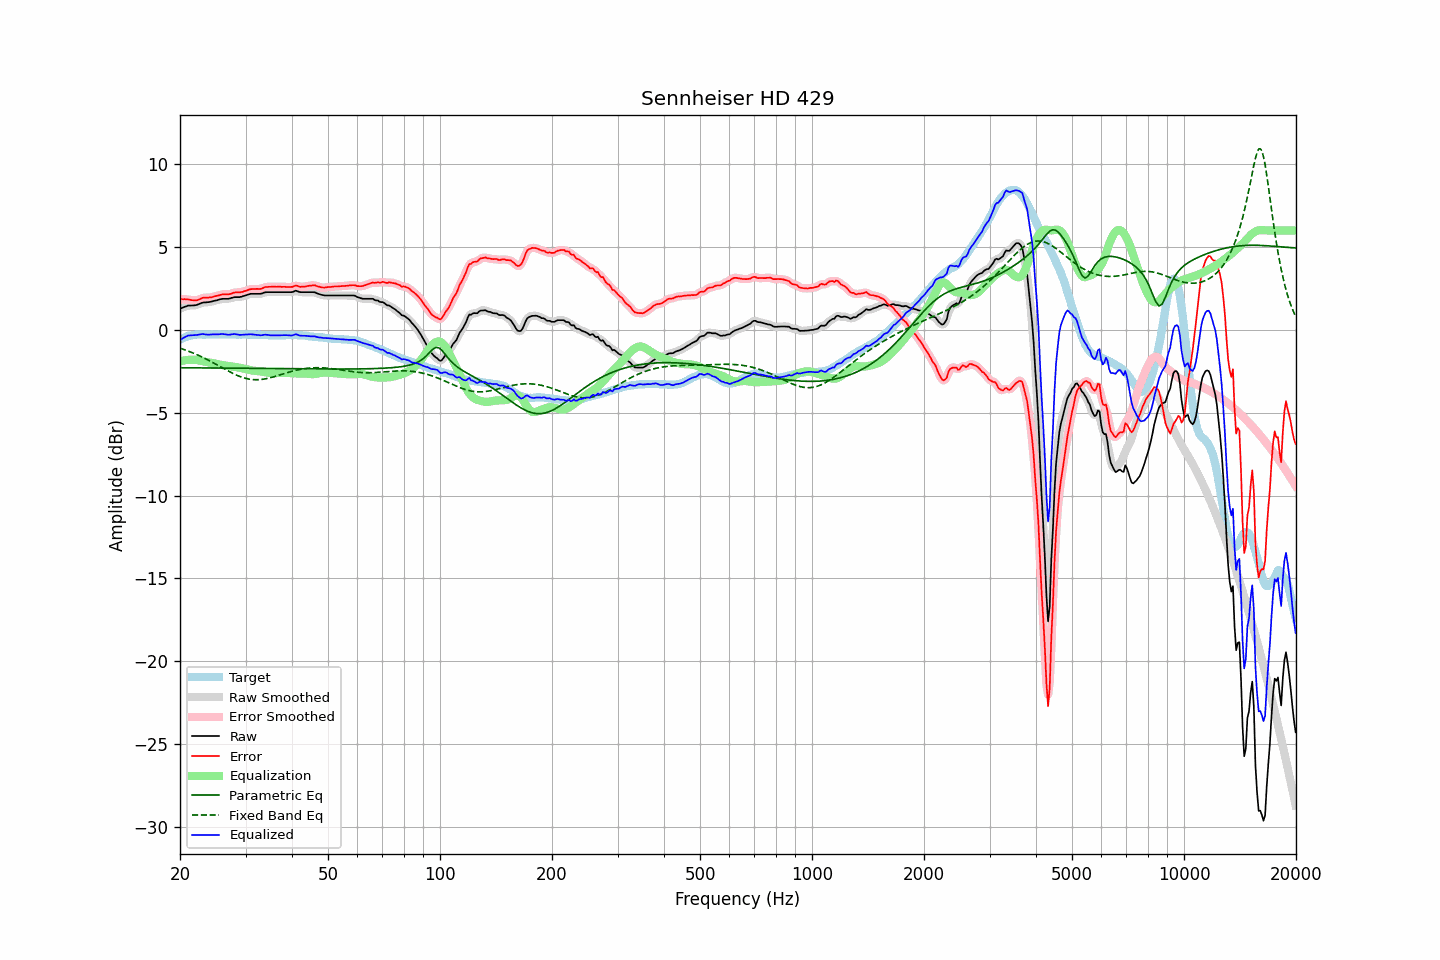 Sennheiser HD 429
10
5
0
−5
−10
−15
−20
−25
−30
Amplitude (dBr)
Target
Raw Smoothed
Error Smoothed
Raw
Error
Equalization
Parametric Eq
Fixed Band Eq
Equalized
20 50 100 200 500 1000 2000 5000 10000 20000
Frequency (Hz)